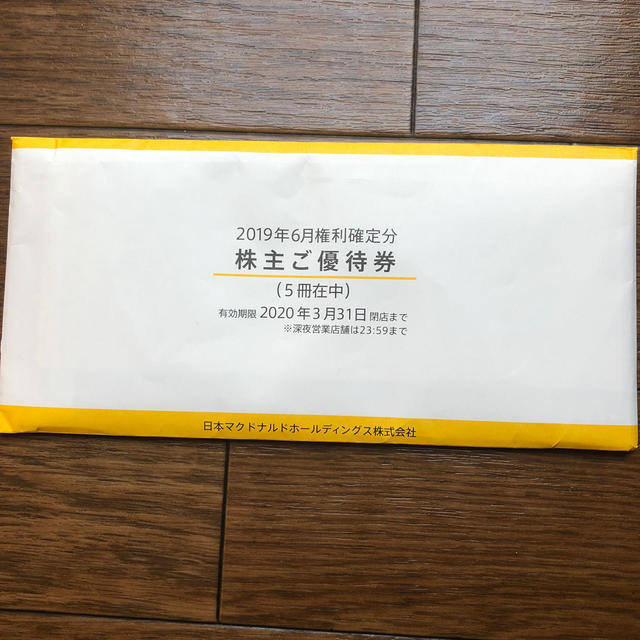 2019年6月権利確定分
株主ご優待券
(5冊在中)
有効期限 2020年3月31日 閉店まで
※深夜営業店舗は23:59まで
日本マクドナルドホールディングス株式会社